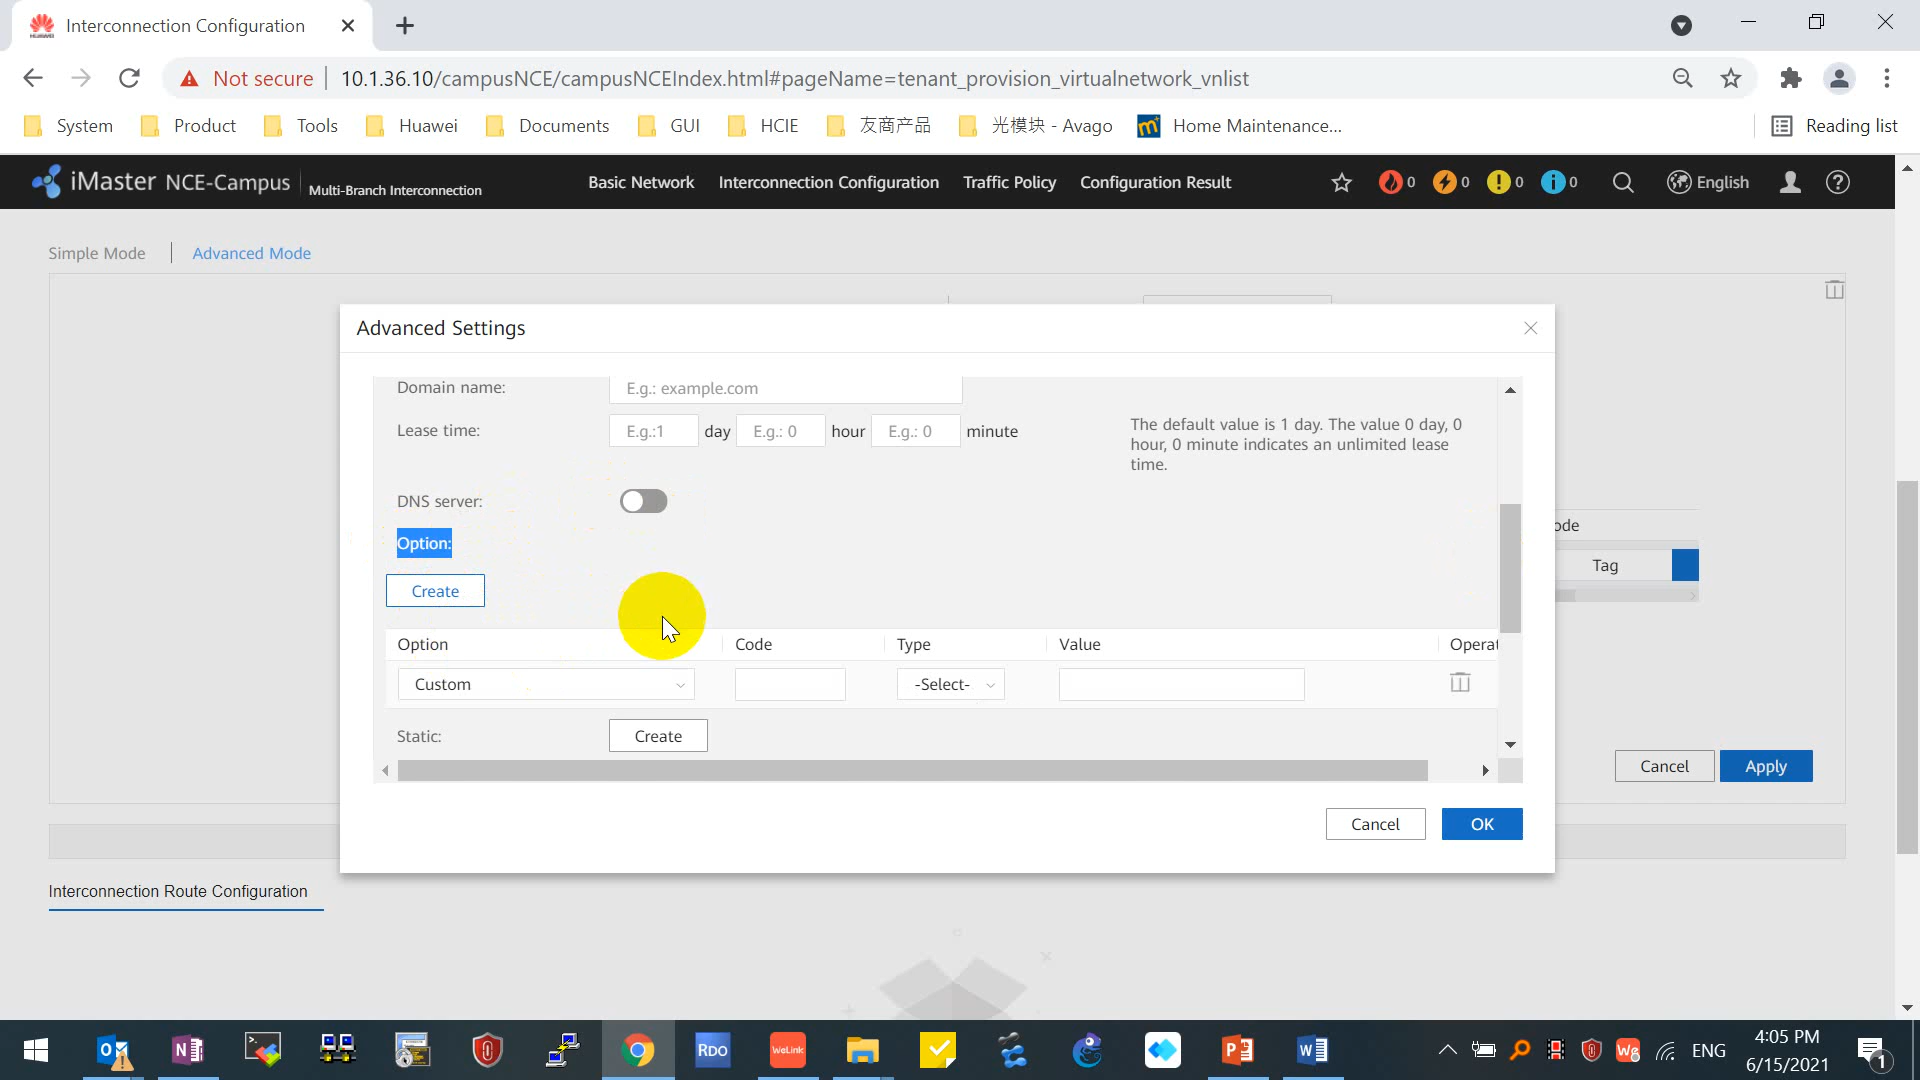 Interconnection Configuration
Not secure
10.1.36.10/campusNCE/campusNCEIndex.html#pageName=tenant_provision_virtualnetwork_vnlist
System
Product
Tools
Huawei
Documents
GUI
HCIE
友商产品
光模块 - Avago
Home Maintenance...
Reading list
iMaster NCE-Campus
Multi-Branch Interconnection
Basic Network
Interconnection Configuration
Traffic Policy
Configuration Result
0
0
0
0
English
Simple Mode
Advanced Mode
Advanced Settings
Domain name:
E.g.: example.com
Lease time:
E.g.:1
day
E.g.: 0
hour
E.g.: 0
minute
The default value is 1 day. The value 0 day, 0
hour, 0 minute indicates an unlimited lease
time.
DNS server:
Option:
Create
Option
Code
Type
Value
Operat
Custom
-Select-
Static:
Create
ode
Tag
Cancel
Apply
Cancel
OK
Interconnection Route Configuration
RDO
WeLink
ENG
4:05 PM
6/15/2021
1